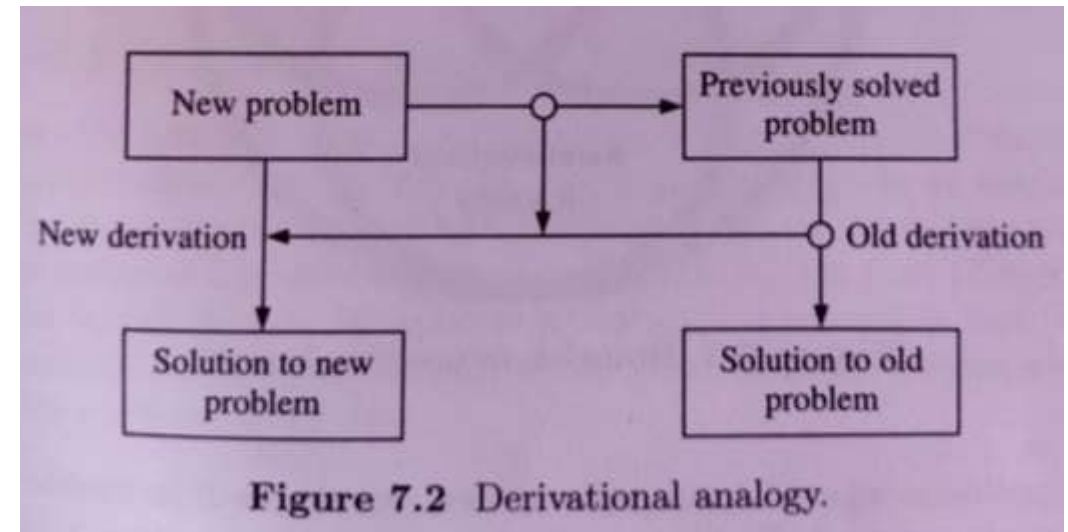 New problem
Previously solved
problem
New derivation
Old derivation
Solution to new
problem
Solution to old
problem
Figure 7.2 Derivational analogy.